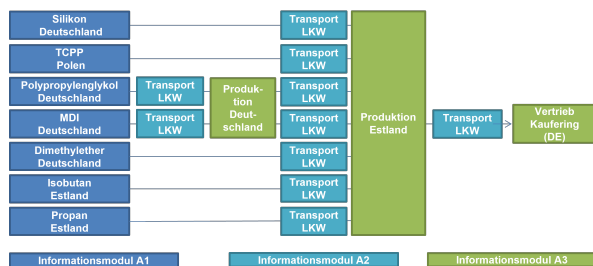 Silikon
Deutschland
Transport
LKW
TCPP
Polen
Transport
LKW
Polypropylenglykol
Deutschland
Transport
LKW
Produk-
tion
Deut-
schland
Transport
LKW
MDI
Deutschland
Transport
LKW
Transport
LKW
Produktion
Estland
Transport
LKW
Vertrieb
Kaufering
(DE)
Dimethylether
Deutschland
Transport
LKW
Isobutan
Estland
Transport
LKW
Propan
Estland
Transport
LKW
Informationsmodul A1
Informationsmodul A2
Informationsmodul A3